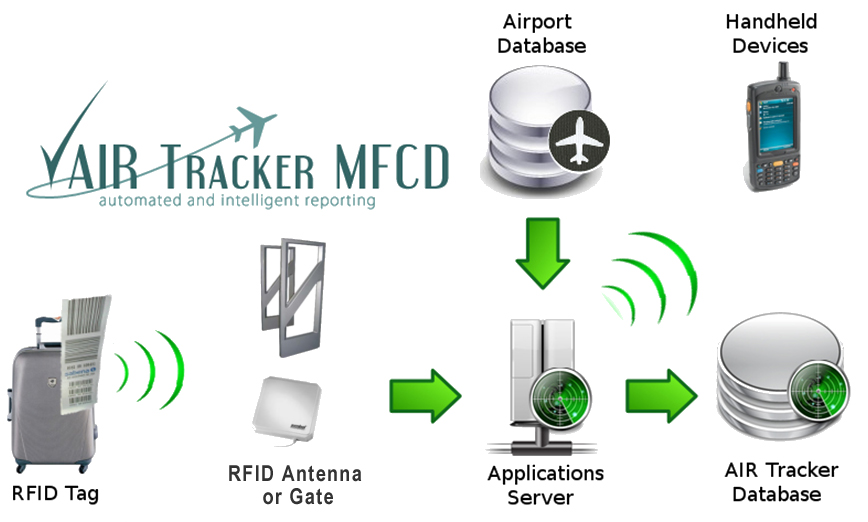 Airport
Database
Handheld
Devices
AIR TRACKER MFCD
automated and intelligent reporting
RFID Tag
RFID Antenna
or Gate
Applications
Server
AIR Tracker
Database